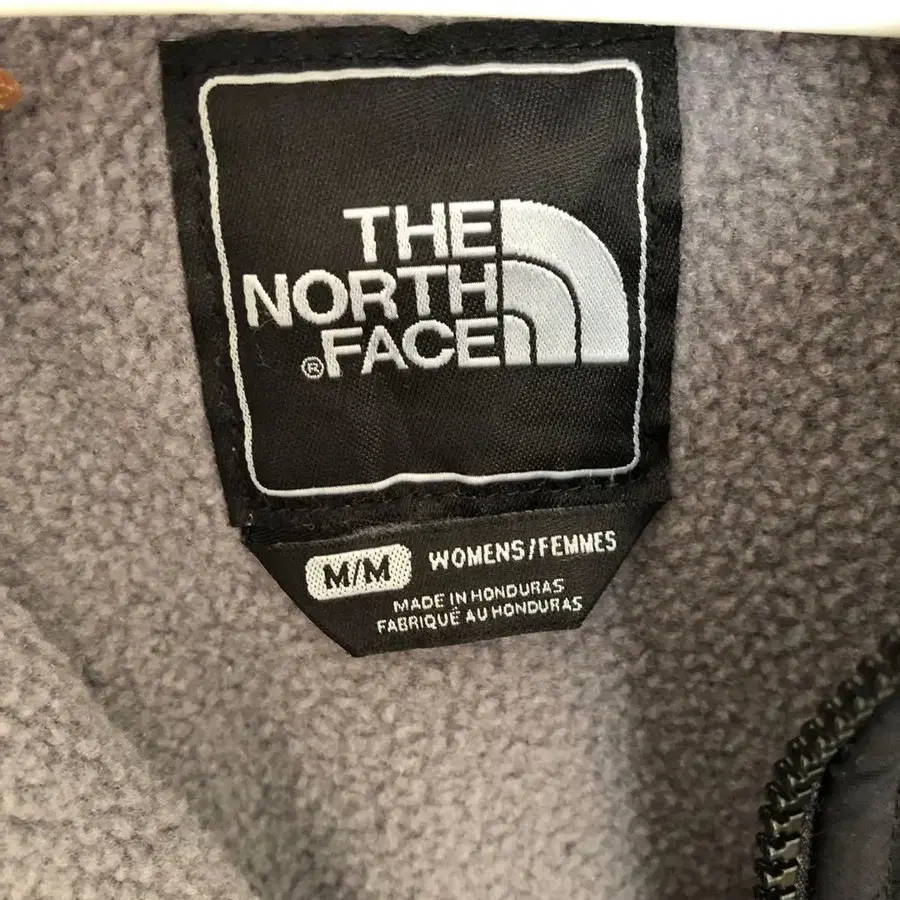 THE
NORTH
®FACE
M/M WOMENS/FEMMES
MADE IN HONDURAS
FABRIQUÉ AU HONDURAS